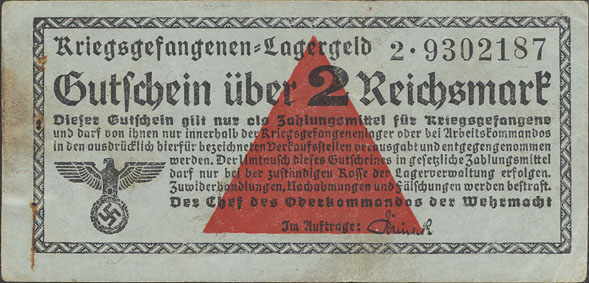 Kriegsgefangenen-Lagergeld 2·9302187
Gutschein über 2 Reichsmark
Dieser Gutschein gilt nur als Zahlungsmittel für Kriegsgefangene
und darf von ihnen nur innerhalb der Kriegsgefangenenlager oder bei Arbeitskommandos
in den ausdrücklich hierfür bezeichneten Verkaufsstellen verausgabt und entgegengenommen
werden. Der Umtausch dieses Gutscheines in gesetzliche Zahlungsmittel
darf nur bei der zuständigen Kasse der Lagerverwaltung erfolgen.
Zuwiderhandlungen, Nachahmungen und Fälschungen werden bestraft.
Der Chef des Oberkommandos der Wehrmacht
Im Auftrage: